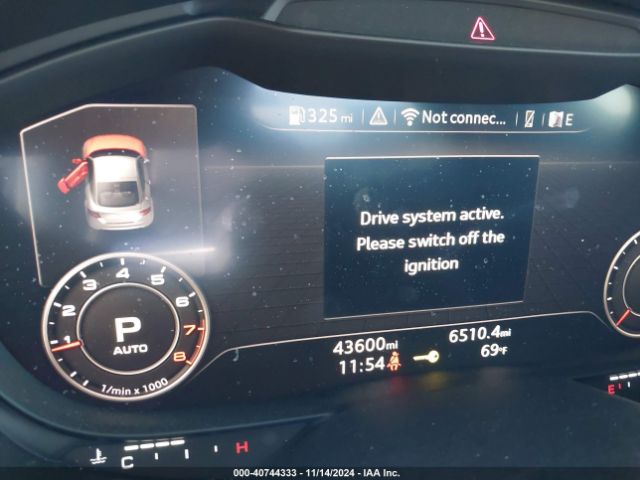 325 mi Not connec... E
Drive system active.
Please switch off the
ignition
1 2 3 4 5 6 7 8
P
AUTO
1/min x 1000
43600mi 6510.4mi
11:54 69°F
C H E
000-40744333 - 11/14/2024 - IAA Inc.